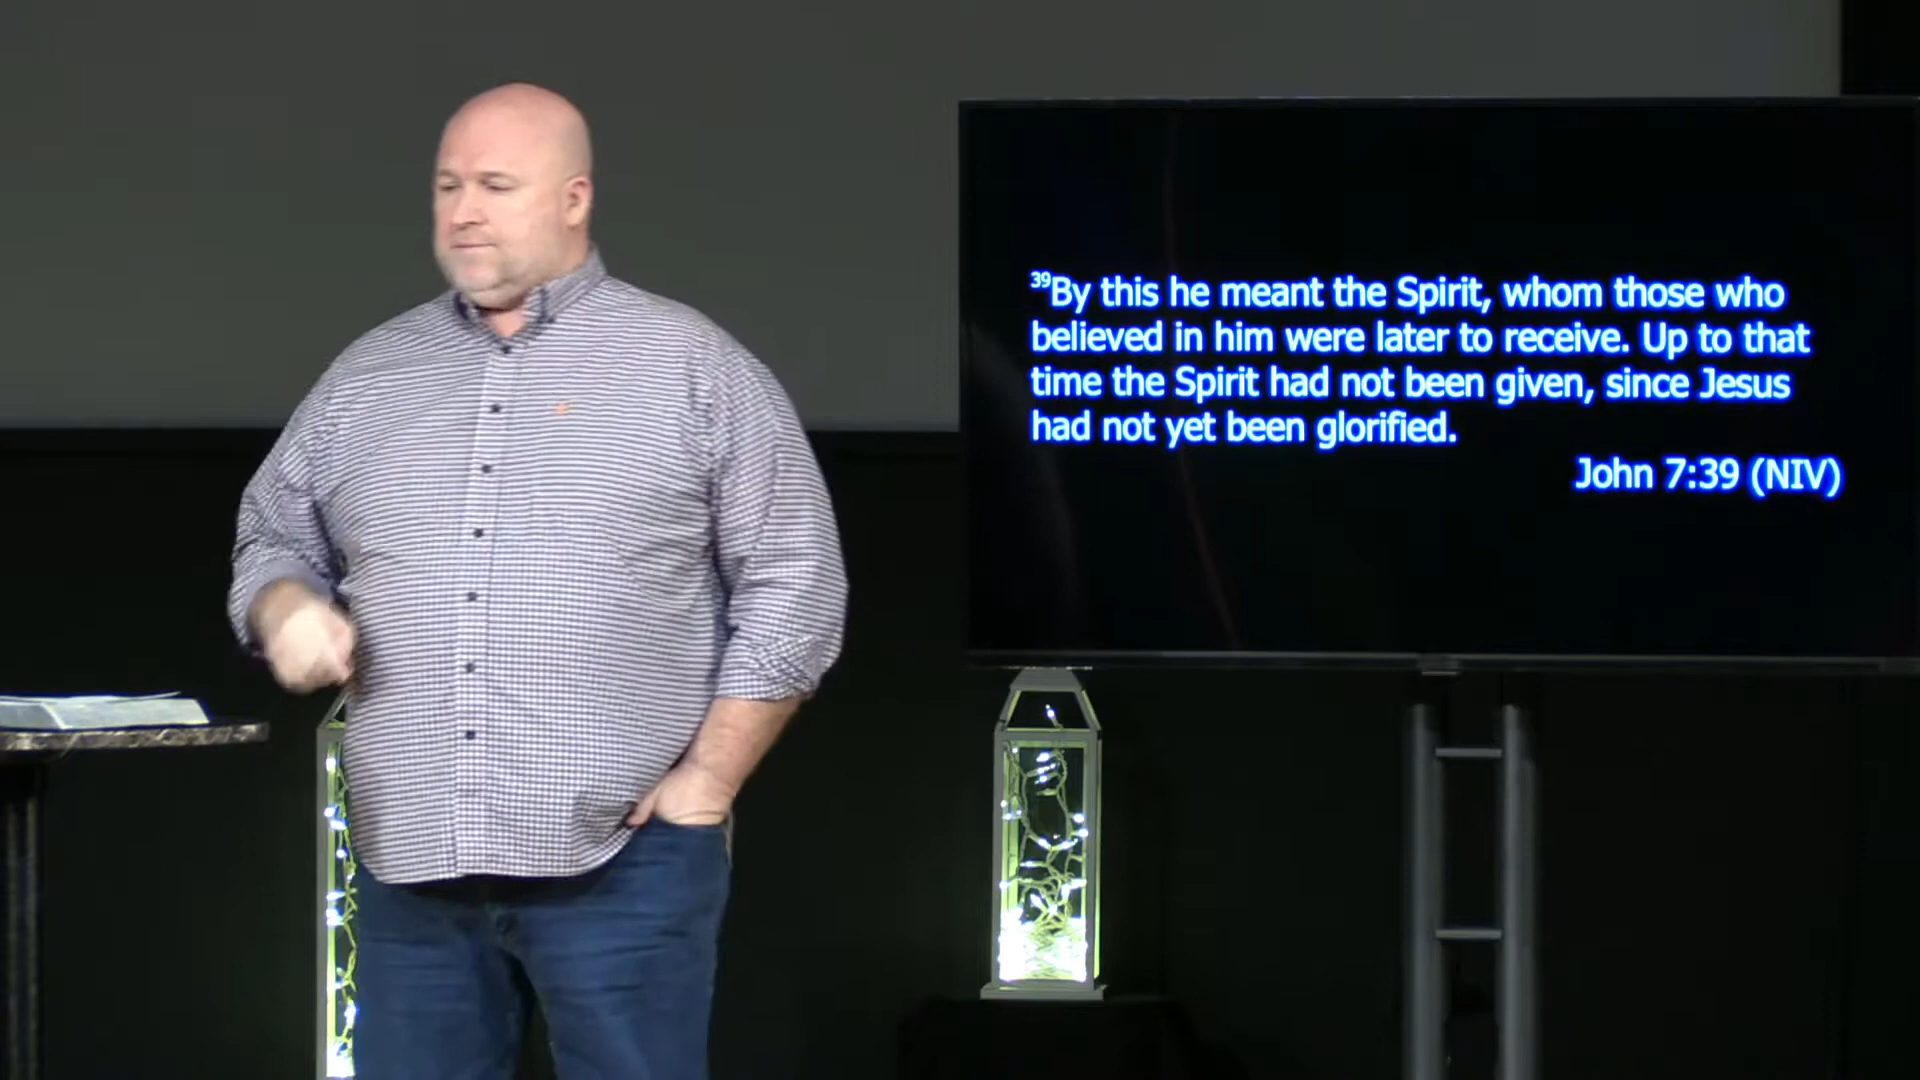 ³⁹By this he meant the Spirit, whom those who
believed in him were later to receive. Up to that
time the Spirit had not been given, since Jesus
had not yet been glorified.
John 7:39 (NIV)